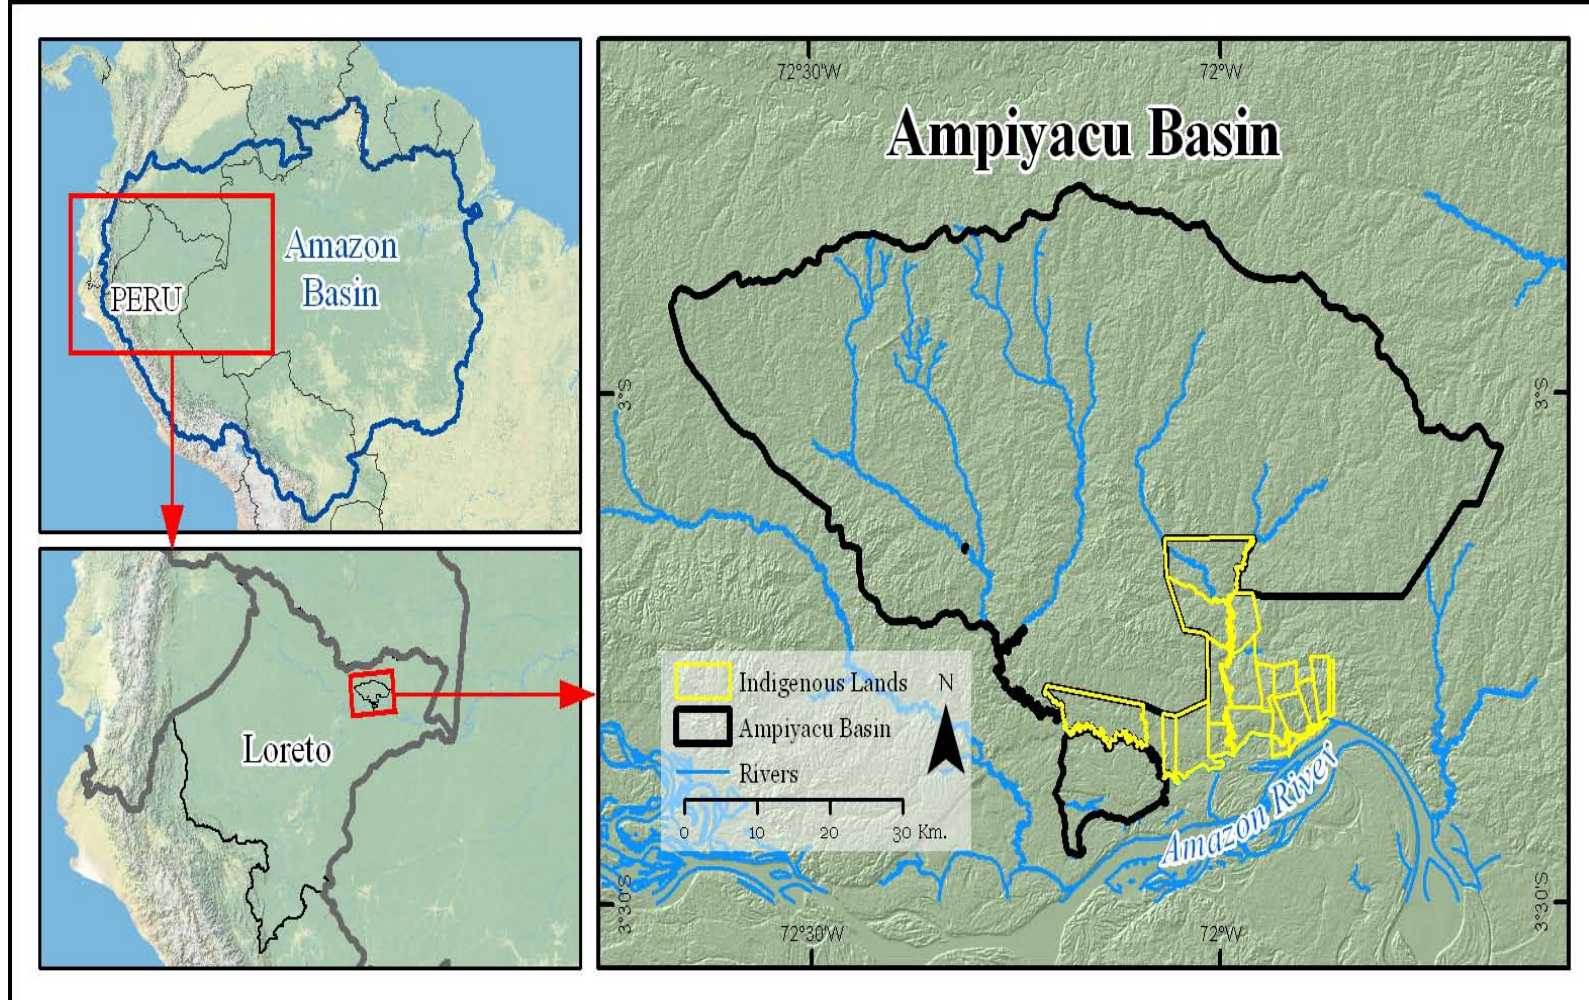 Amazon
Basin
PERU
Loreto
72°30'W
72°W
Ampiyacu Basin
3°S
3°S
Indigenous Lands
N
Ampiyacu Basin
Rivers
0 10 20 30 Km.
Amazon River
3°30'S
3°30'S
72°30'W
72°W